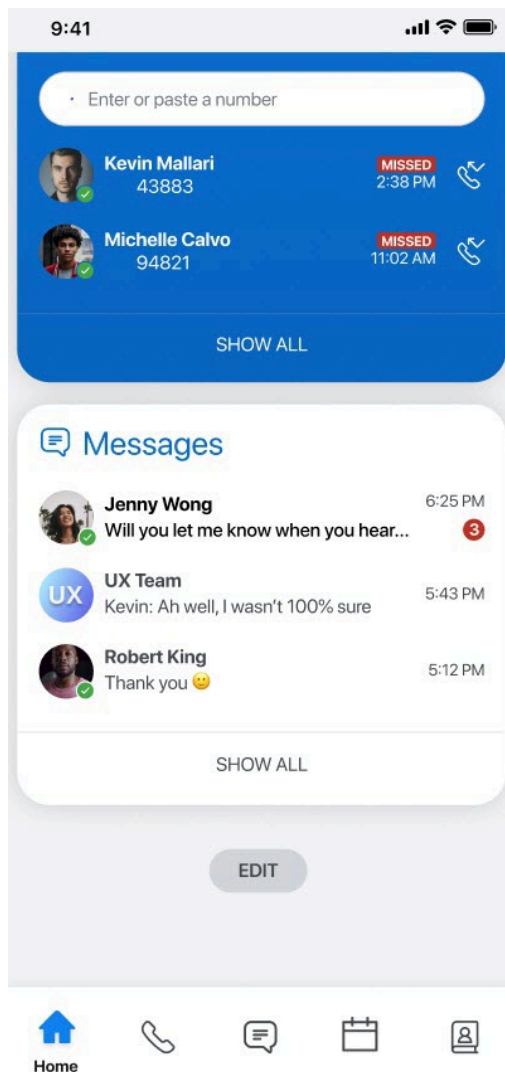 9:41
Enter or paste a number
Kevin Mallari
MISSED
43883
2:38 PM
Michelle Calvo
MISSED
94821
11:02 AM
SHOW ALL
Messages
Jenny Wong
6:25 PM
Will you let me know when you hear...
3
UX
UX Team
Kevin: Ah well, I wasn't 100% sure
5:43 PM
Robert King
Thank you 🙂
5:12 PM
SHOW ALL
EDIT
Home